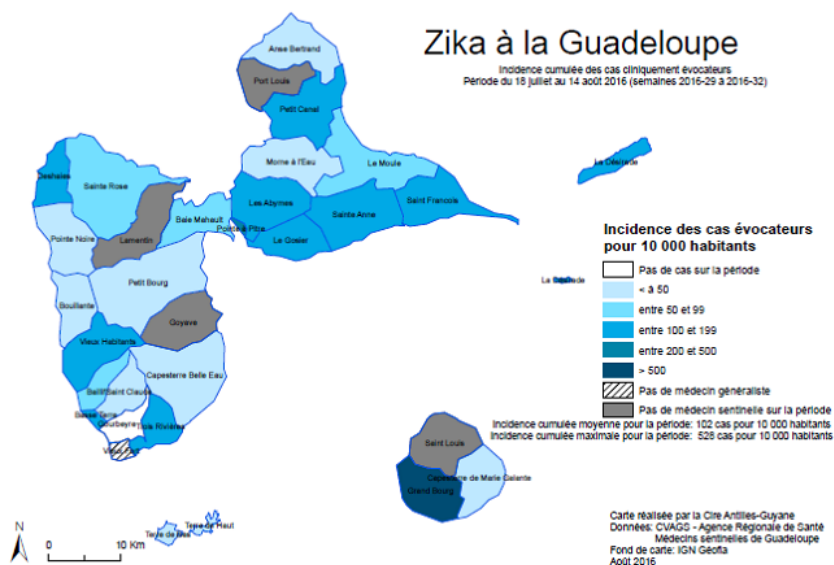 Zika à la Guadeloupe
Incidence cumulée des cas cliniquement évocateurs
Période du 18 juillet au 14 août 2016 (semaines 2016-29 à 2016-32)
Anse Bertrand
Port Louis
Petit Canal
Morne à l'Eau
Le Moule
La Désirade
Deshaies
Sainte Rose
Lamentin
Baie Mahault
Les Abymes
Pointe à Pitre
Le Gosier
Sainte Anne
Saint François
Pointe Noire
Petit Bourg
Bouillante
Goyave
Vieux Habitants
Capesterre Belle Eau
Baillif
Saint Claude
Basse Terre
Gourbeyre
Trois Rivières
Vieux Fort
La Désirade
Incidence des cas évocateurs
pour 10 000 habitants
Pas de cas sur la période
< à 50
entre 50 et 99
entre 100 et 199
entre 200 et 500
> 500
Pas de médecin généraliste
Pas de médecin sentinelle sur la période
Incidence cumulée moyenne pour la période: 102 cas pour 10 000 habitants
Incidence cumulée maximale pour la période: 526 cas pour 10 000 habitants
Saint Louis
Capesterre de Marie Galante
Grand Bourg
Terre de Bas
Terre de Haut
N
0 10 Km
Carte réalisée par la Cire Antilles-Guyane
Données: CVAGS - Agence Régionale de Santé
Médecins sentinelles de Guadeloupe
Fond de carte: IGN Géofla
Août 2016